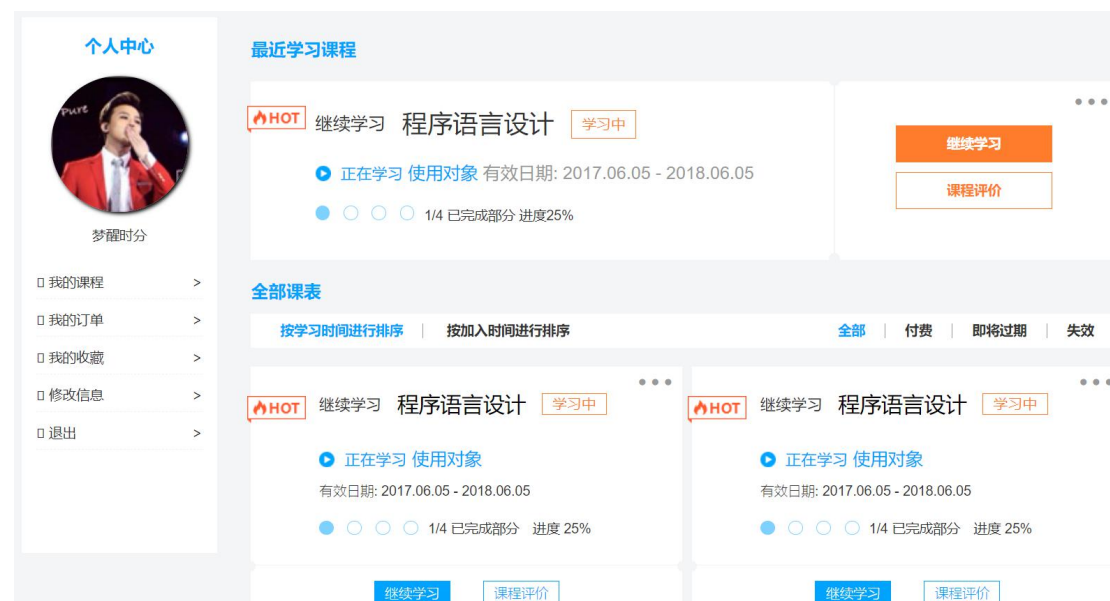 个人中心
Pure
梦醒时分
我的课程 >
我的订单 >
我的收藏 >
修改信息 >
退出 >
最近学习课程
HOT 继续学习 程序语言设计 学习中
正在学习 使用对象 有效日期: 2017.06.05 - 2018.06.05
1/4 已完成部分 进度25%
继续学习
课程评价
全部课表
按学习时间进行排序 | 按加入时间进行排序 全部 | 付费 | 即将过期 | 失效
HOT 继续学习 程序语言设计 学习中
正在学习 使用对象
有效日期: 2017.06.05 - 2018.06.05
1/4 已完成部分 进度 25%
继续学习 课程评价
HOT 继续学习 程序语言设计 学习中
正在学习 使用对象
有效日期: 2017.06.05 - 2018.06.05
1/4 已完成部分 进度 25%
继续学习 课程评价